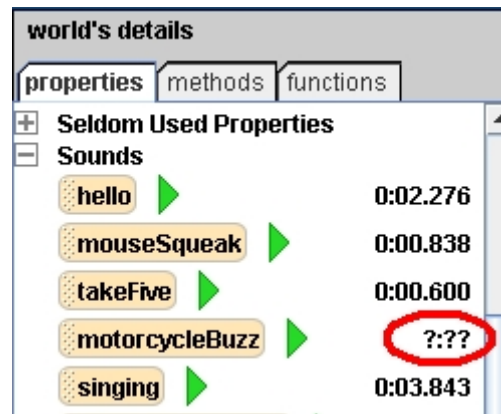 world's details
properties methods functions
Seldom Used Properties
Sounds
hello 0:02.276
mouseSqueak 0:00.838
takeFive 0:00.600
motorcycleBuzz ?:??
singing 0:03.843